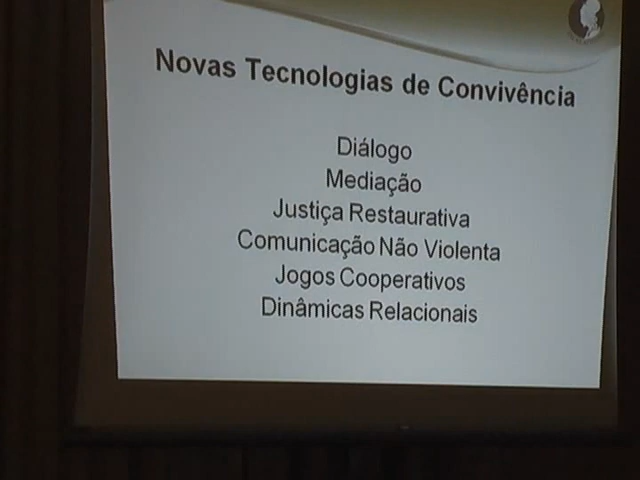 Novas Tecnologias de Convivência
Diálogo
Mediação
Justiça Restaurativa
Comunicação Não Violenta
Jogos Cooperativos
Dinâmicas Relacionais